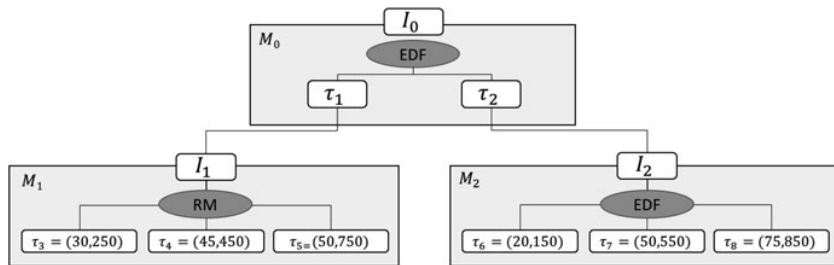 I₀
M₀
EDF
τ₁ τ₂
I₁ I₂
M₁ M₂
RM EDF
τ₃ = (30,250) τ₄ = (45,450) τ₅₌(50,750) τ₆ = (20,150) τ₇ = (50,550) τ₈ = (75,850)